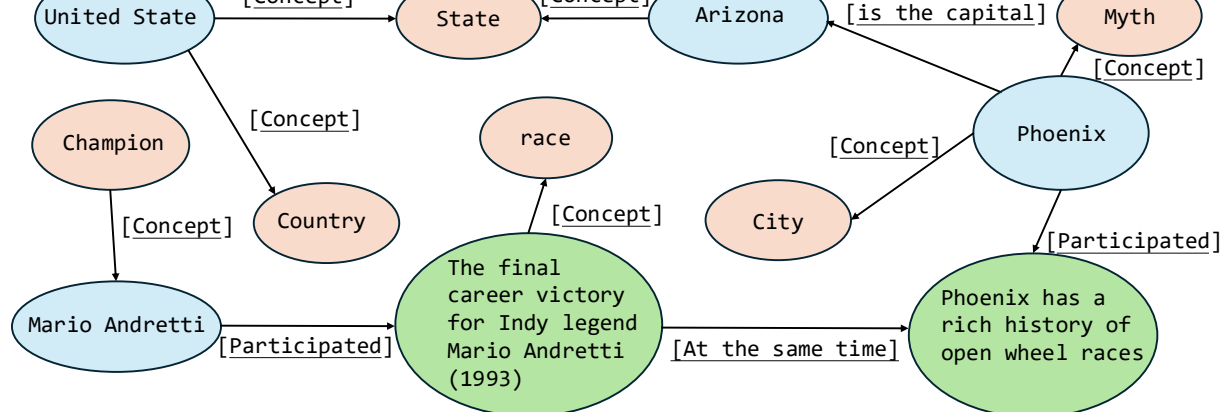 [Concept]
[Concept]
United State
State
Arizona
[is the capital]
Myth
[Concept]
[Concept]
Champion
race
Phoenix
[Concept]
[Concept]
Country
[Concept]
City
[Participated]
The final
career victory
for Indy legend
Mario Andretti
(1993)
Phoenix has a
rich history of
open wheel races
Mario Andretti
[Participated]
[At the same time]